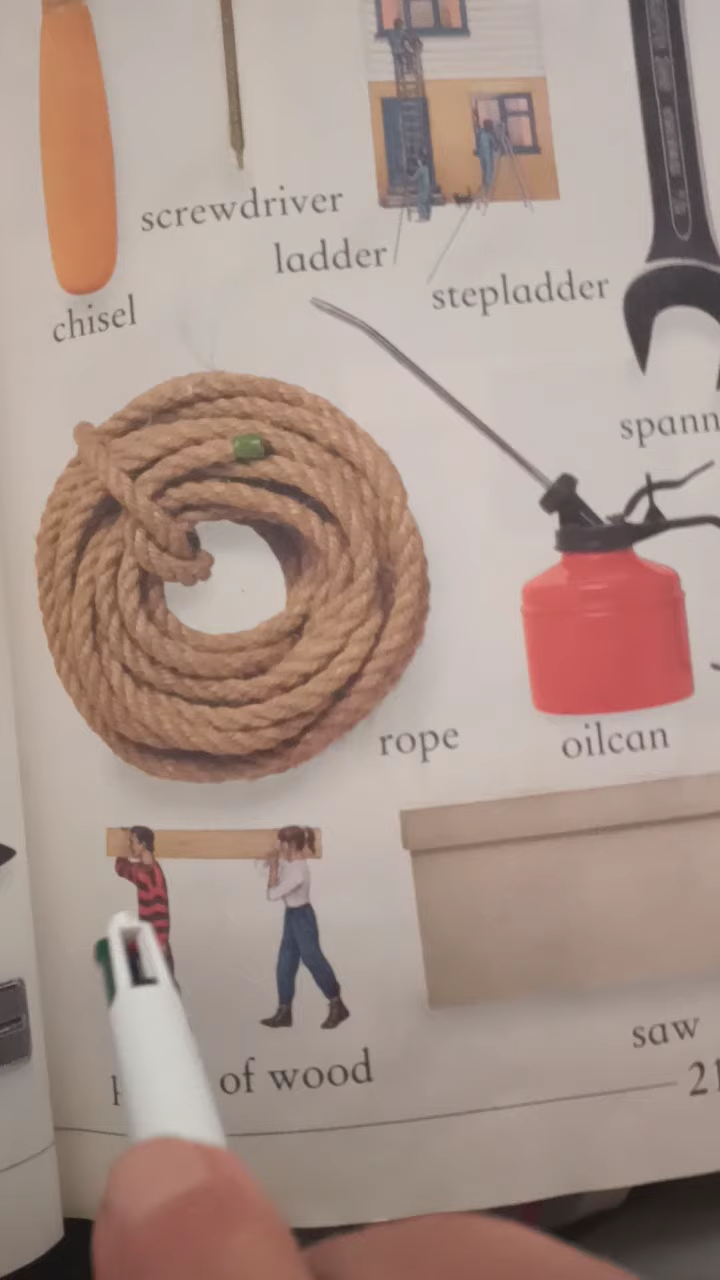 screwdriver
ladder
stepladder
chisel
spann
rope
oilcan
of wood
saw
21